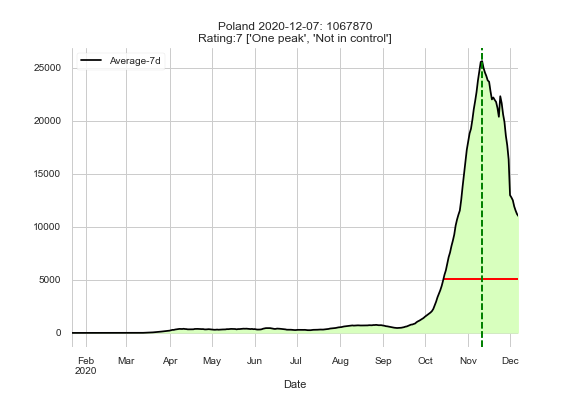 Poland 2020-12-07: 1067870
Rating:7 ['One peak', 'Not in control']
Average-7d
25000
20000
15000
10000
5000
0
Feb Mar Apr May Jun Jul Aug Sep Oct Nov Dec
2020
Date